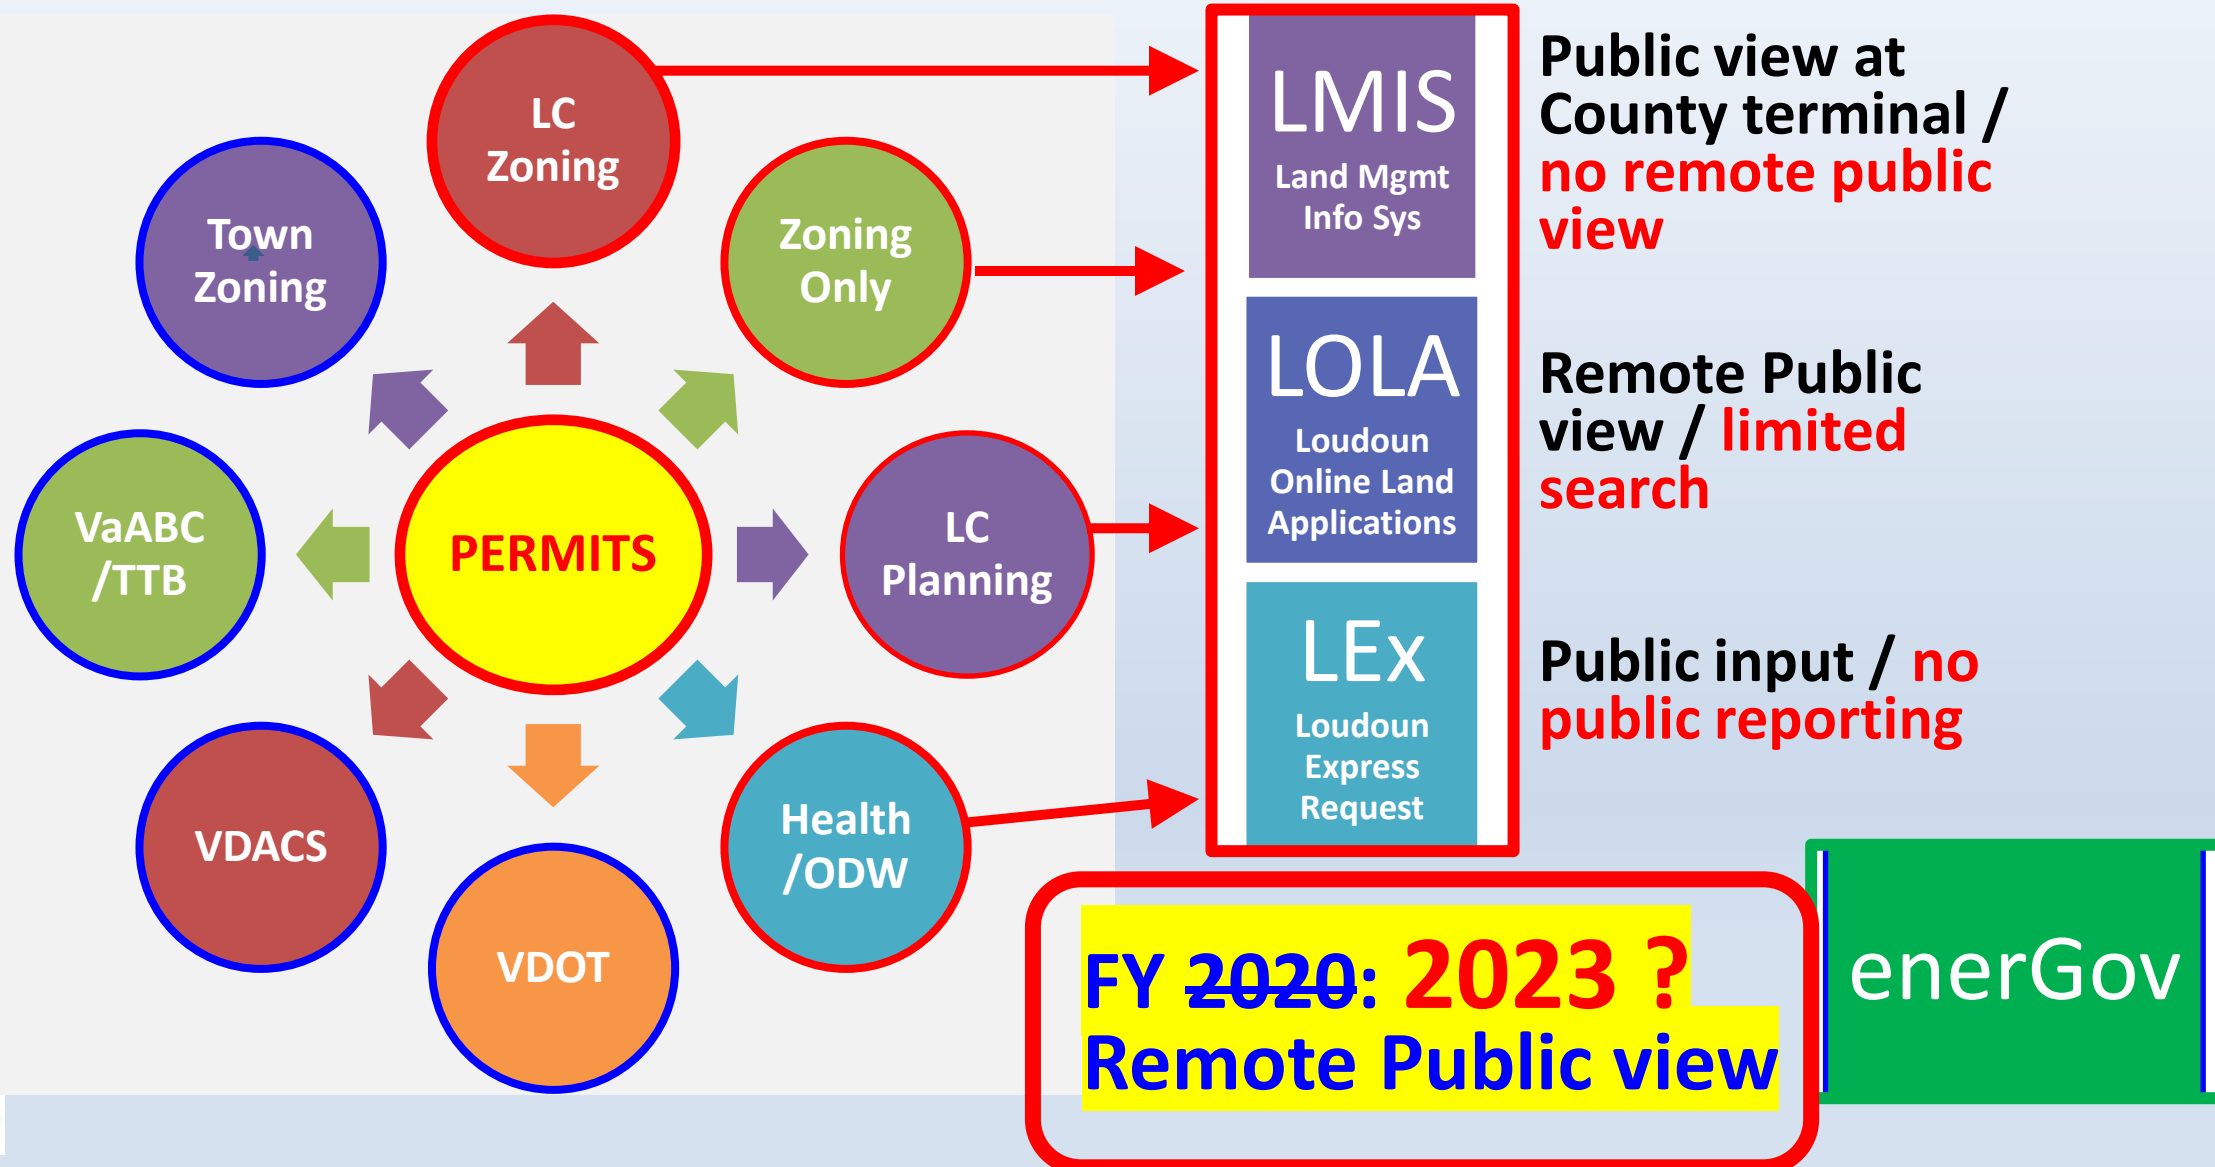 LC
Zoning
Zoning
Only
LC
Planning
Health
/ODW
VDOT
VDACS
VaABC
/TTB
Town
Zoning
PERMITS
LMIS
Land Mgmt
Info Sys
LOLA
Loudoun
Online Land
Applications
LEx
Loudoun
Express
Request
Public view at
County terminal /
no remote public
view
Remote Public
view / limited
search
Public input / no
public reporting
FY 2020: 2023 ?
Remote Public view
enerGov